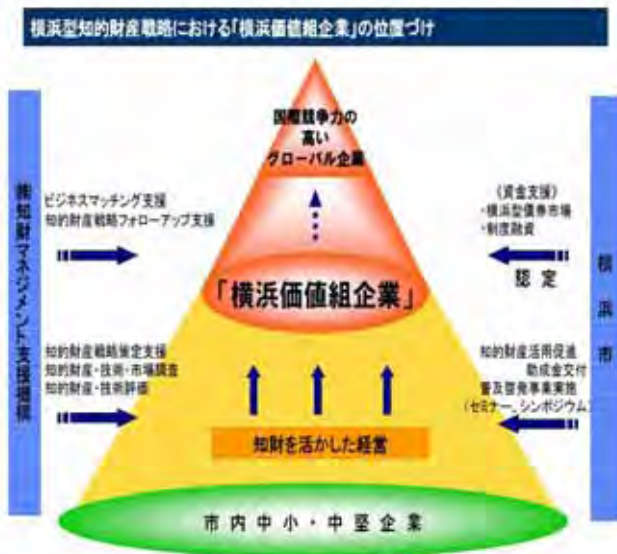 横浜型知的財産戦略における「横浜価値組企業」の位置づけ
国際競争力の
高い
グローバル企業
㈱知財マネジメント支援機構
ビジネスマッチング支援
知的財産戦略フォローアップ支援
(資金支援)
・横浜型債券市場
・制度融資
認定
横浜市
「横浜価値組企業」
知的財産戦略策定支援
知的財産・技術・市場調査
知的財産・技術評価
知的財産活用促進
助成金交付
普及啓発事業実施
(セミナー、シンポジウム)
知財を活かした経営
市内中小・中堅企業